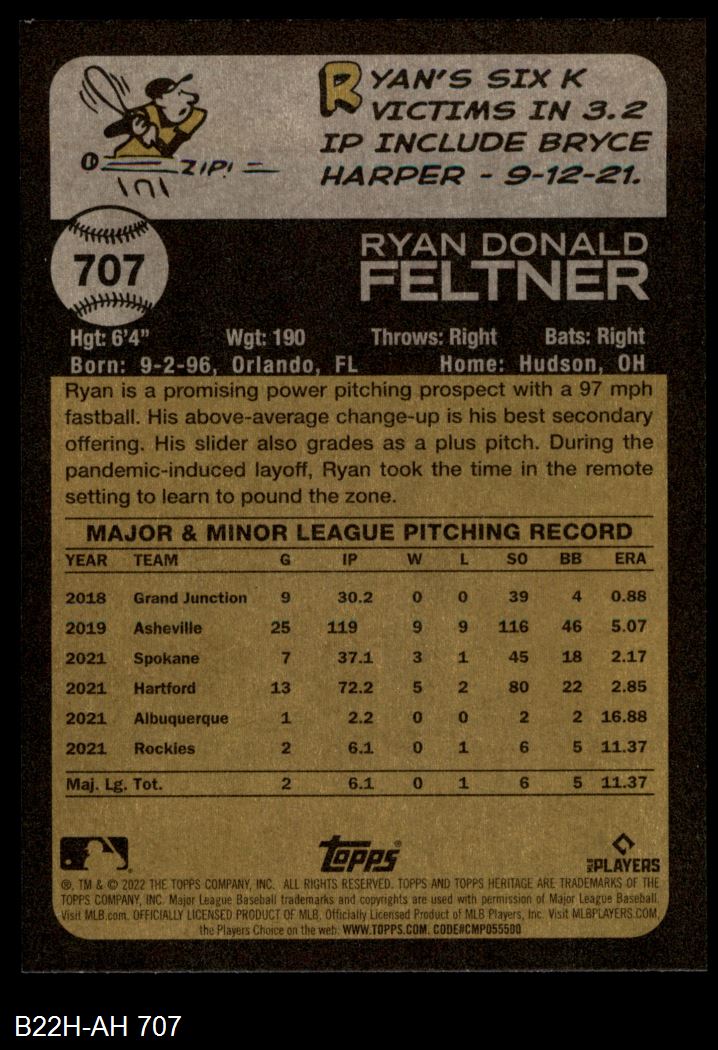 RYAN'S SIX K
VICTIMS IN 3.2
IP INCLUDE BRYCE
HARPER - 9-12-21.
ZIP!
707
RYAN DONALD
FELTNER
Hgt: 6'4" Wgt: 190 Throws: Right Bats: Right
Born: 9-2-96, Orlando, FL Home: Hudson, OH
Ryan is a promising power pitching prospect with a 97 mph
fastball. His above-average change-up is his best secondary
offering. His slider also grades as a plus pitch. During the
pandemic-induced layoff, Ryan took the time in the remote
setting to learn to pound the zone.
MAJOR & MINOR LEAGUE PITCHING RECORD
YEAR TEAM G IP W L SO BB ERA
2018 Grand Junction 9 30.2 0 0 39 4 0.88
2019 Asheville 25 119 9 9 116 46 5.07
2021 Spokane 7 37.1 3 1 45 18 2.17
2021 Hartford 13 72.2 5 2 80 22 2.85
2021 Albuquerque 1 2.2 0 0 2 2 16.88
2021 Rockies 2 6.1 0 1 6 5 11.37
Maj. Lg. Tot. 2 6.1 0 1 6 5 11.37
Topps®
PLAYERS
®, TM & © 2022 THE TOPPS COMPANY, INC. ALL RIGHTS RESERVED. TOPPS AND TOPPS HERITAGE ARE TRADEMARKS OF THE
TOPPS COMPANY, INC. Major League Baseball trademarks and copyrights are used with permission of Major League Baseball.
Visit MLB.com. OFFICIALLY LICENSED PRODUCT OF MLB. Officially Licensed Product of MLB Players, Inc. Visit MLBPLAYERS.COM,
the Players Choice on the web. WWW.TOPPS.COM. CODE#CMP055500
B22H-AH 707